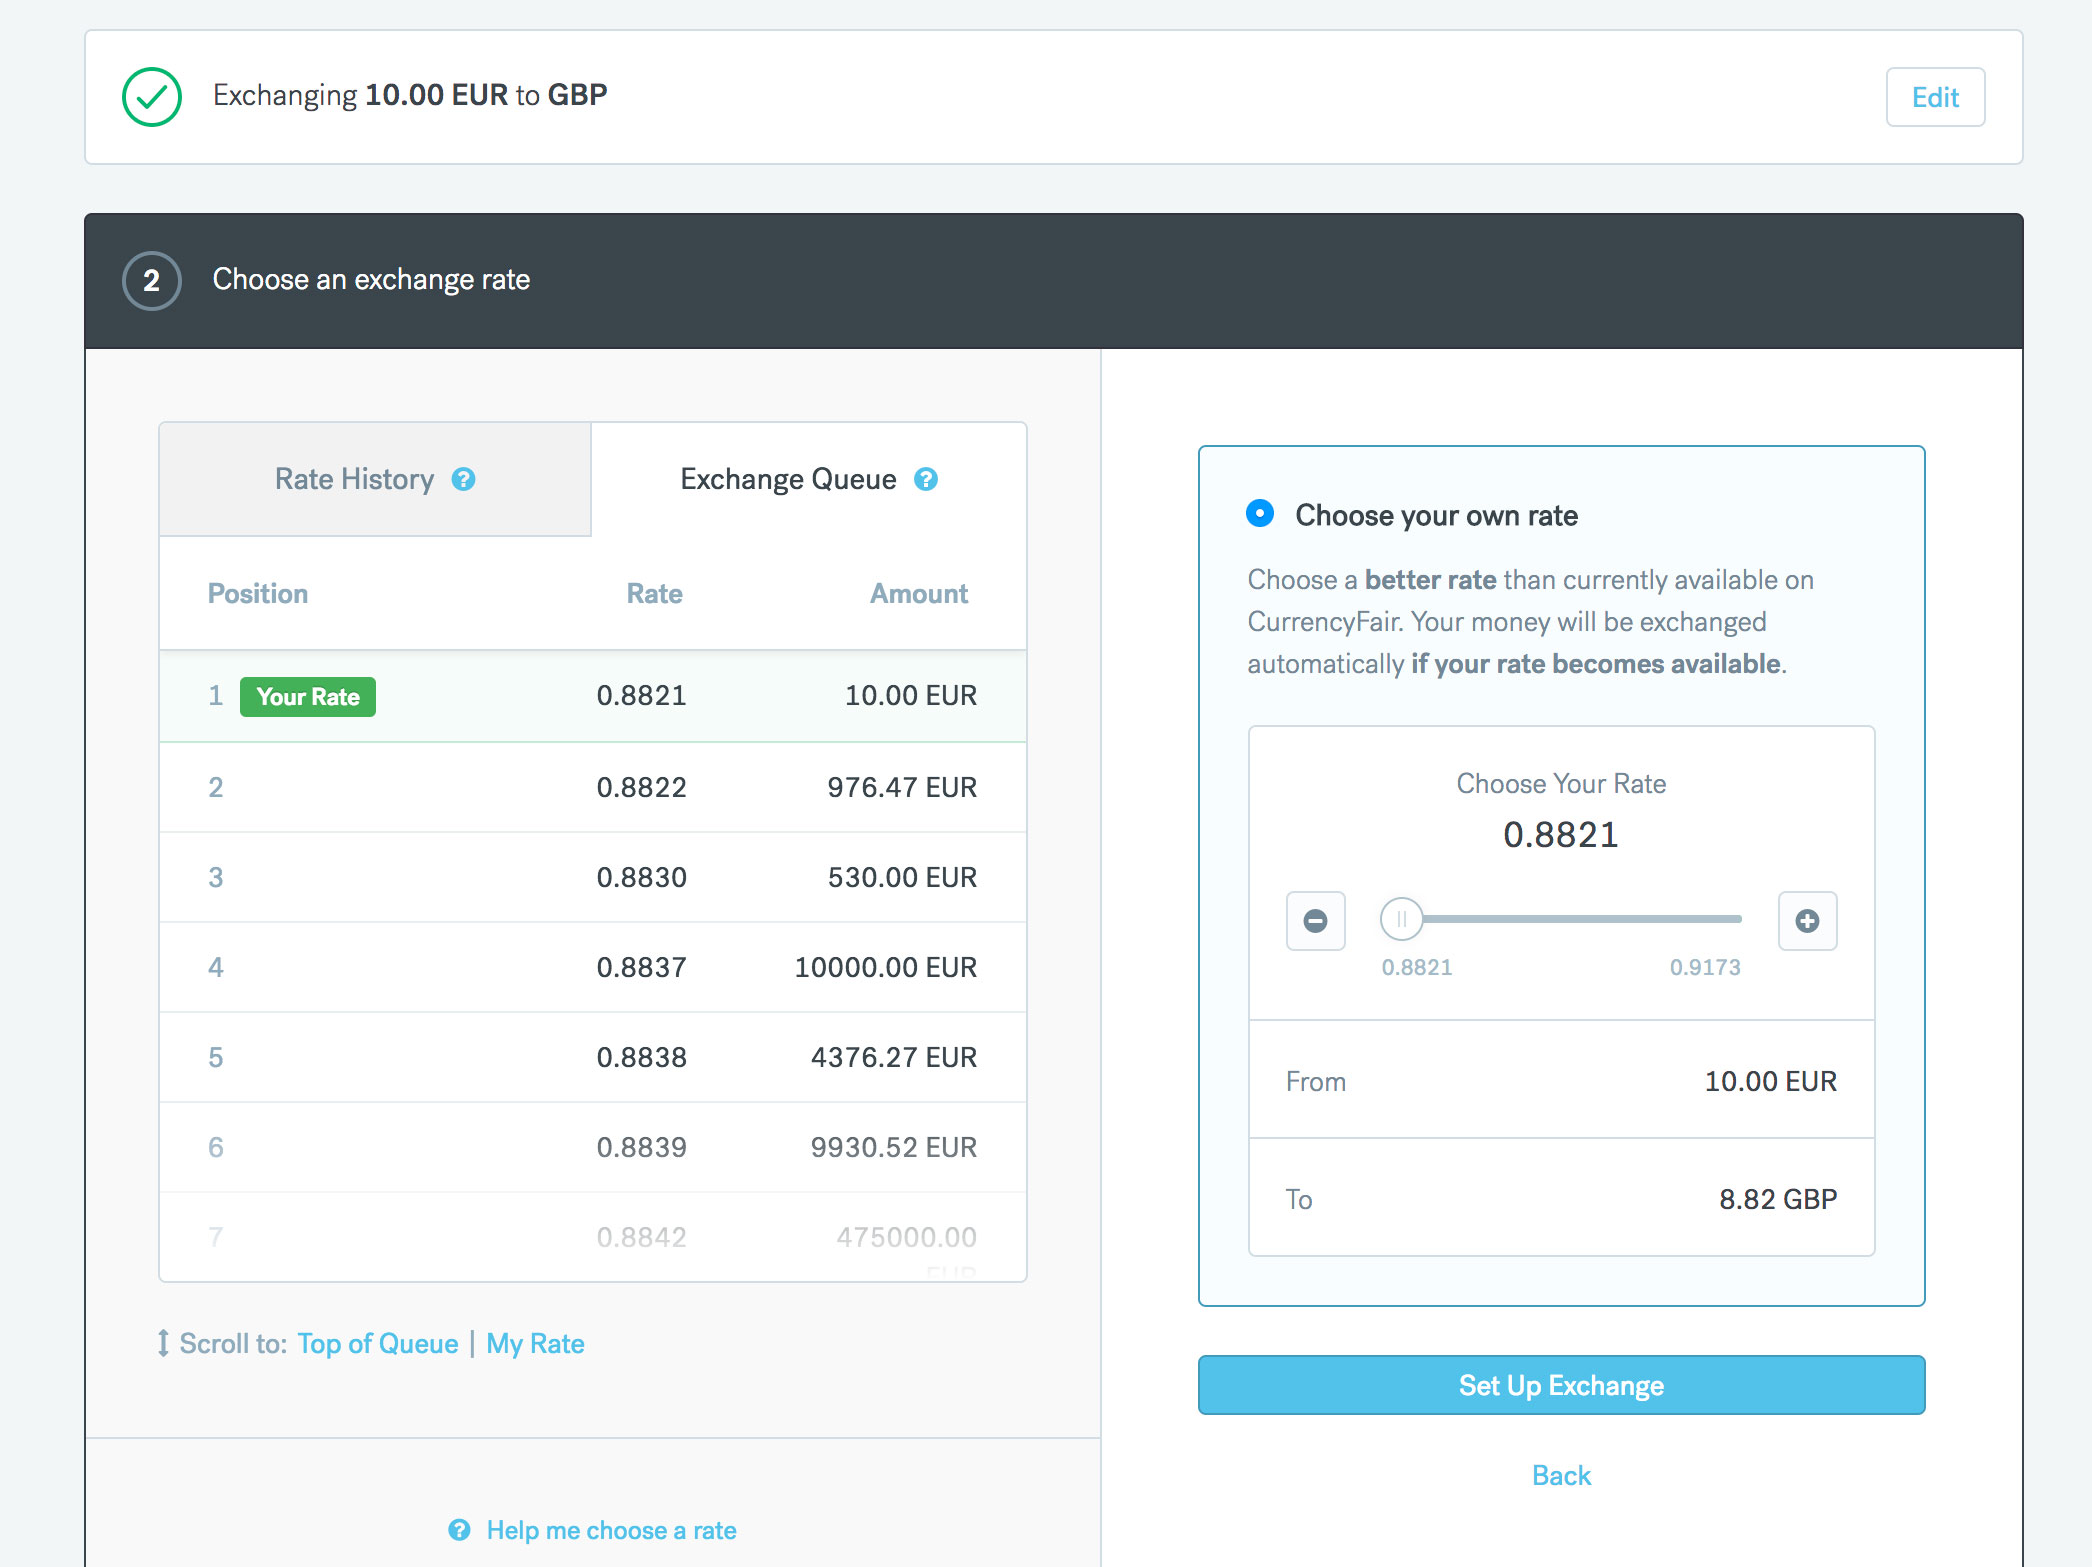 Exchanging 10.00 EUR to GBP
Edit
2 Choose an exchange rate
Rate History ? Exchange Queue ?
Position Rate Amount
1 Your Rate 0.8821 10.00 EUR
2 0.8822 976.47 EUR
3 0.8830 530.00 EUR
4 0.8837 10000.00 EUR
5 0.8838 4376.27 EUR
6 0.8839 9930.52 EUR
7 0.8842 475000.00
EUR
Scroll to: Top of Queue | My Rate
? Help me choose a rate
Choose your own rate
Choose a better rate than currently available on
CurrencyFair. Your money will be exchanged
automatically if your rate becomes available.
Choose Your Rate
0.8821
0.8821 0.9173
From 10.00 EUR
To 8.82 GBP
Set Up Exchange
Back